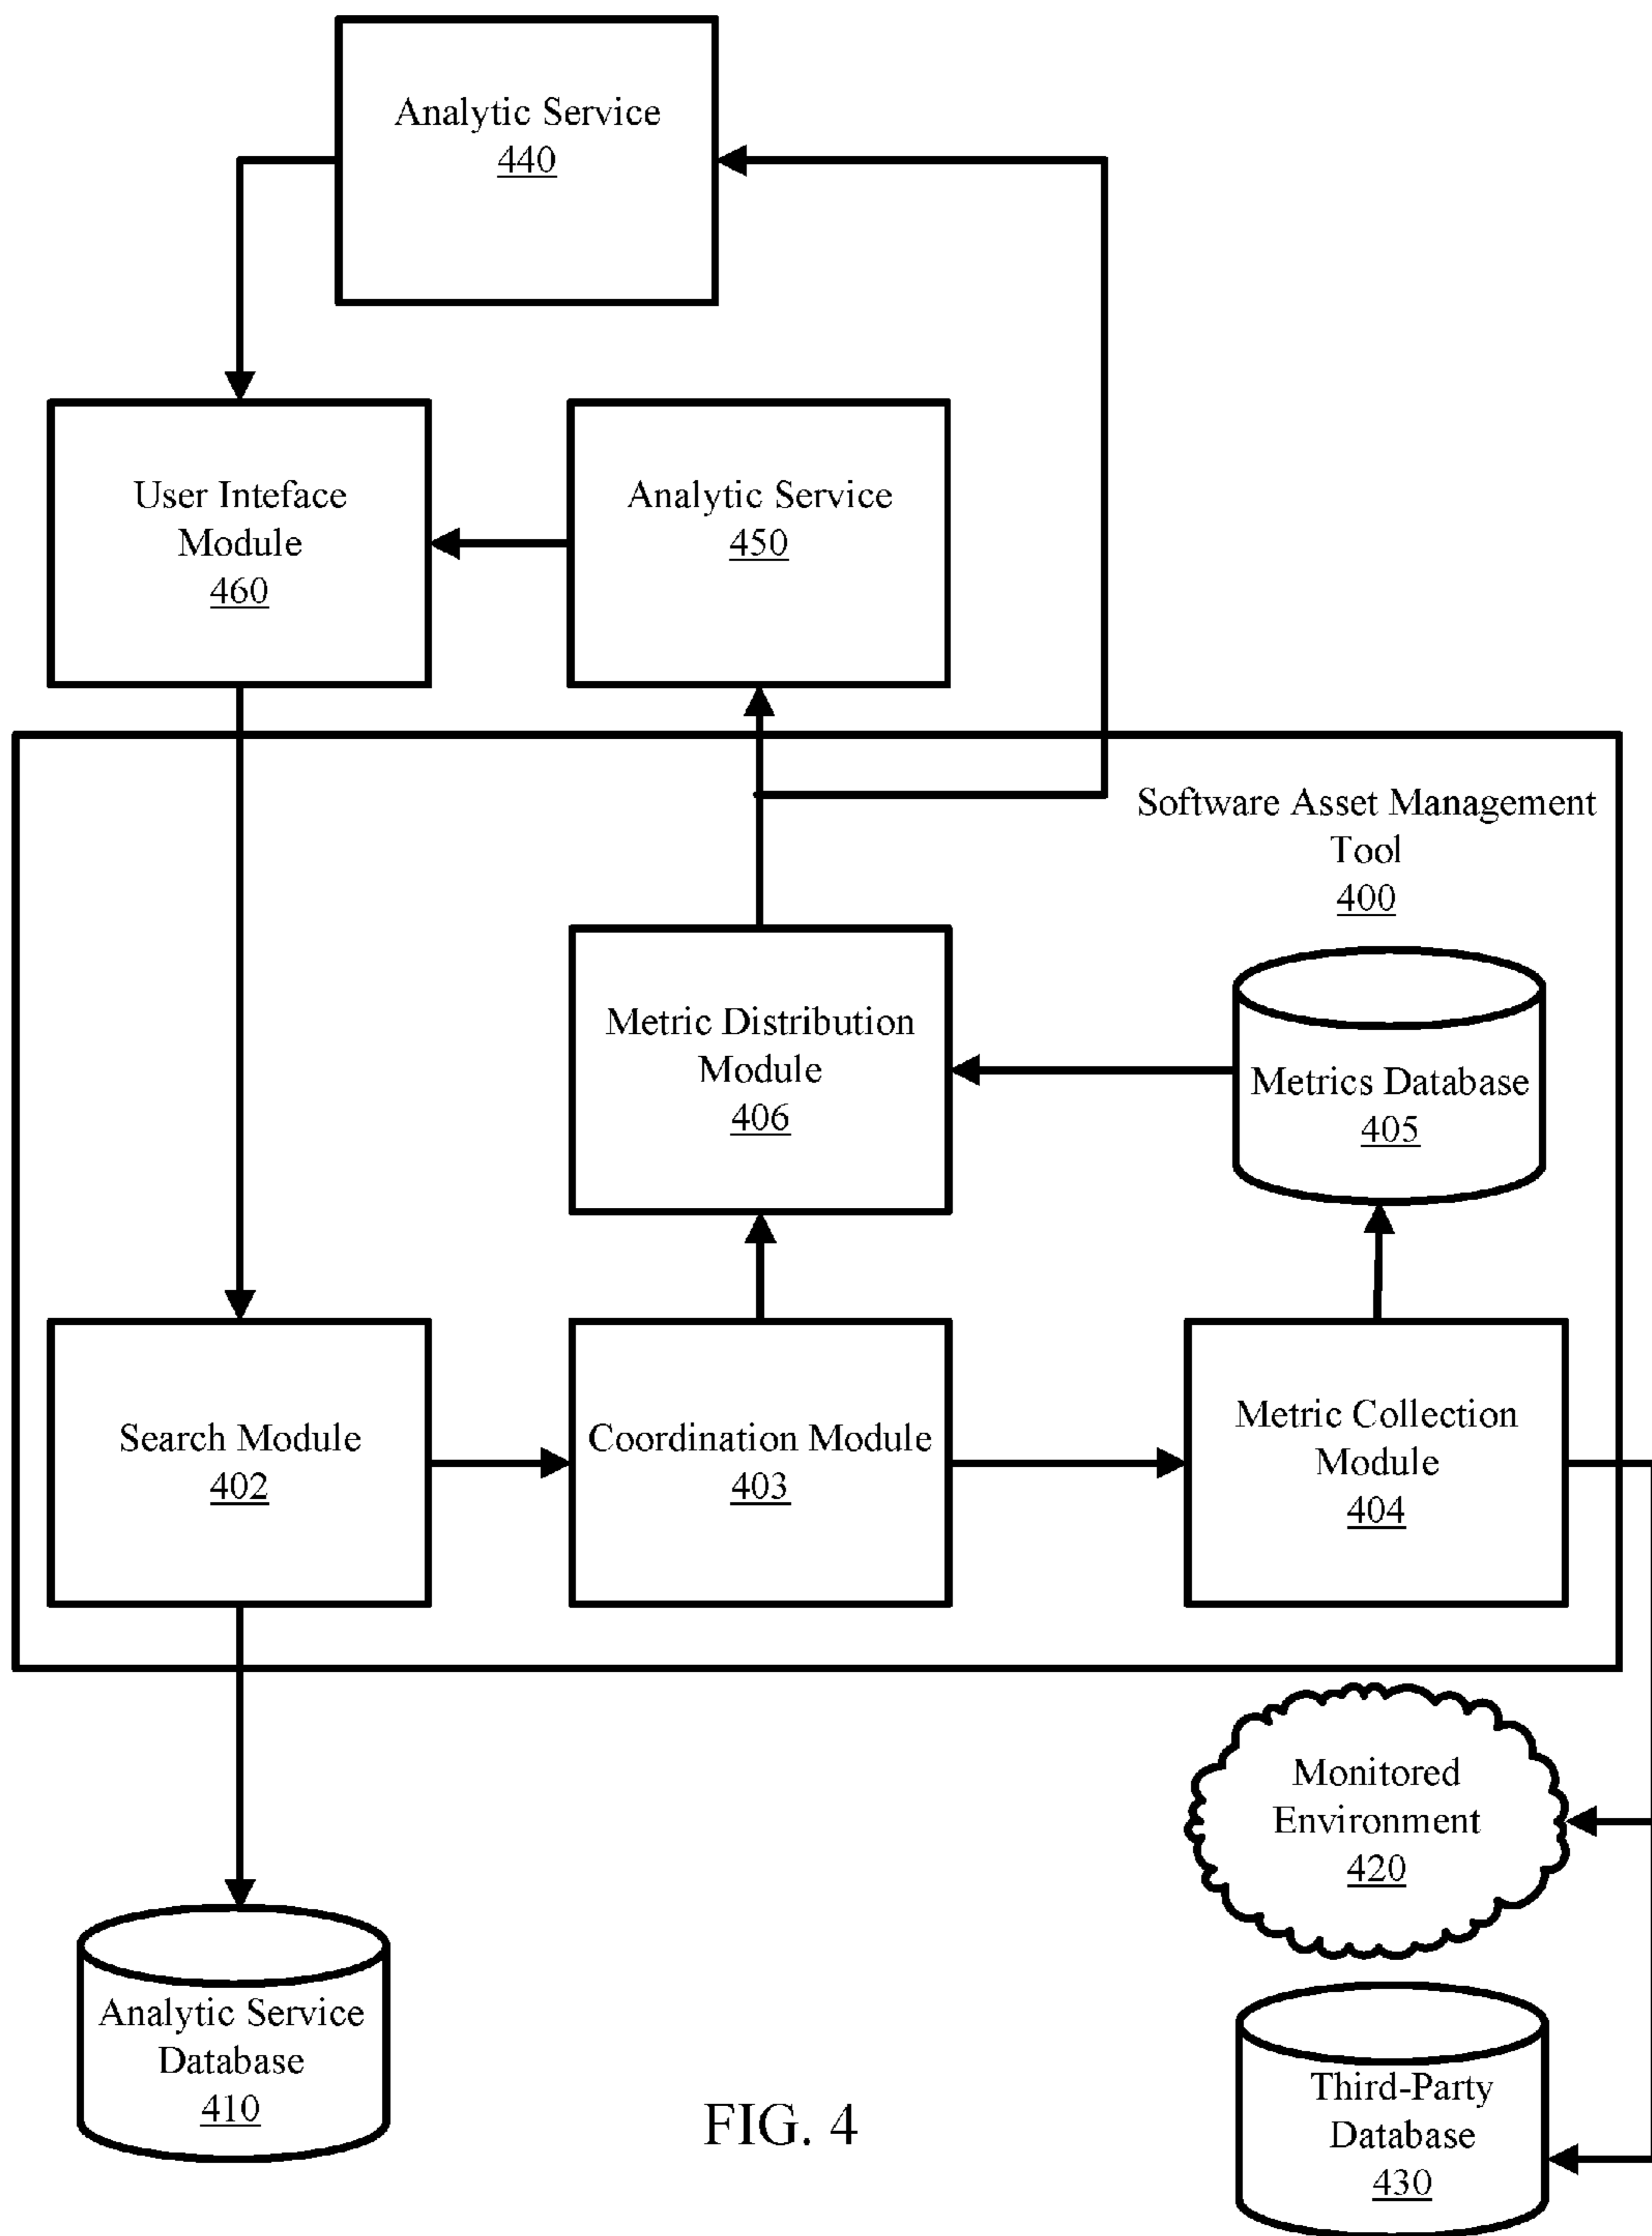 Analytic Service
440
User Inteface
Module
460
Analytic Service
450
Software Asset Management
Tool
400
Metric Distribution
Module
406
Metrics Database
405
Search Module
402
Coordination Module
403
Metric Collection
Module
404
Monitored
Environment
420
Analytic Service
Database
410
Third-Party
Database
430
FIG. 4